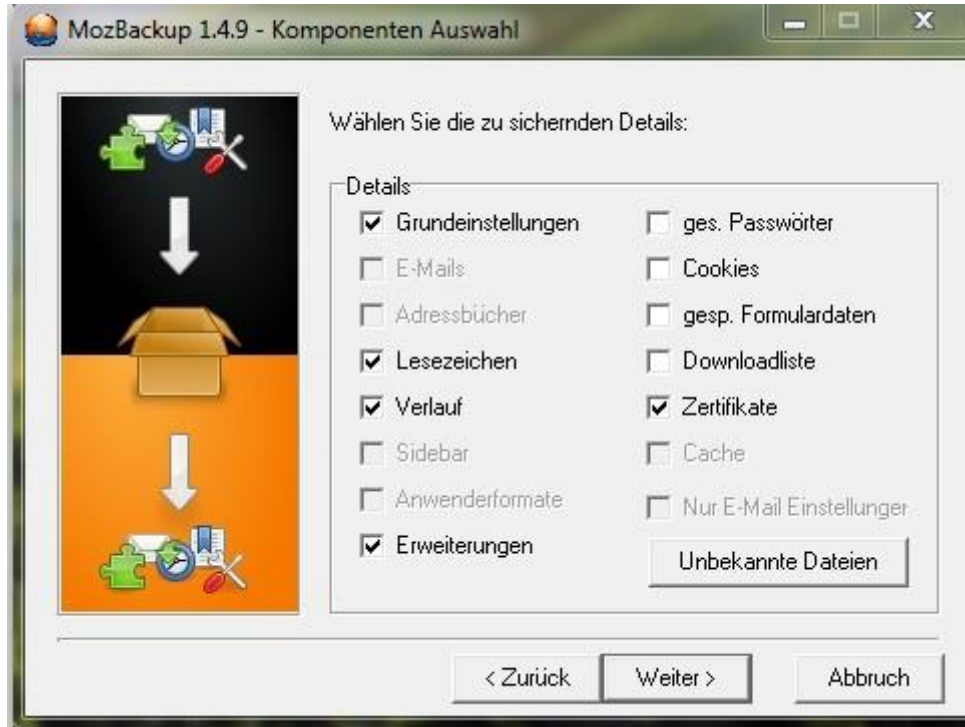 MozBackup 1.4.9 - Komponenten Auswahl
Wählen Sie die zu sichernden Details:
Details
Grundeinstellungen
E-Mails
Adressbücher
Lesezeichen
Verlauf
Sidebar
Anwenderformate
Erweiterungen
ges. Passwörter
Cookies
gesp. Formulardaten
Downloadliste
Zertifikate
Cache
Nur E-Mail Einstellunger
Unbekannte Dateien
< Zurück
Weiter >
Abbruch